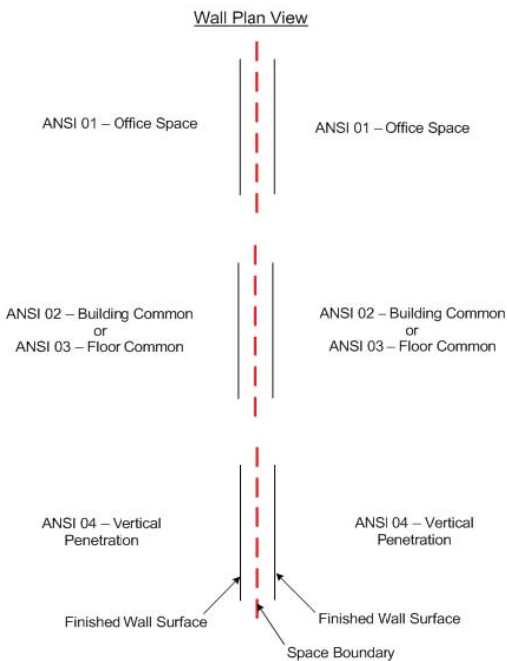 Wall Plan View
ANSI 01 – Office Space
ANSI 01 – Office Space
ANSI 02 – Building Common
or
ANSI 03 – Floor Common
ANSI 02 – Building Common
or
ANSI 03 – Floor Common
ANSI 04 – Vertical
Penetration
ANSI 04 – Vertical
Penetration
Finished Wall Surface
Finished Wall Surface
Space Boundary